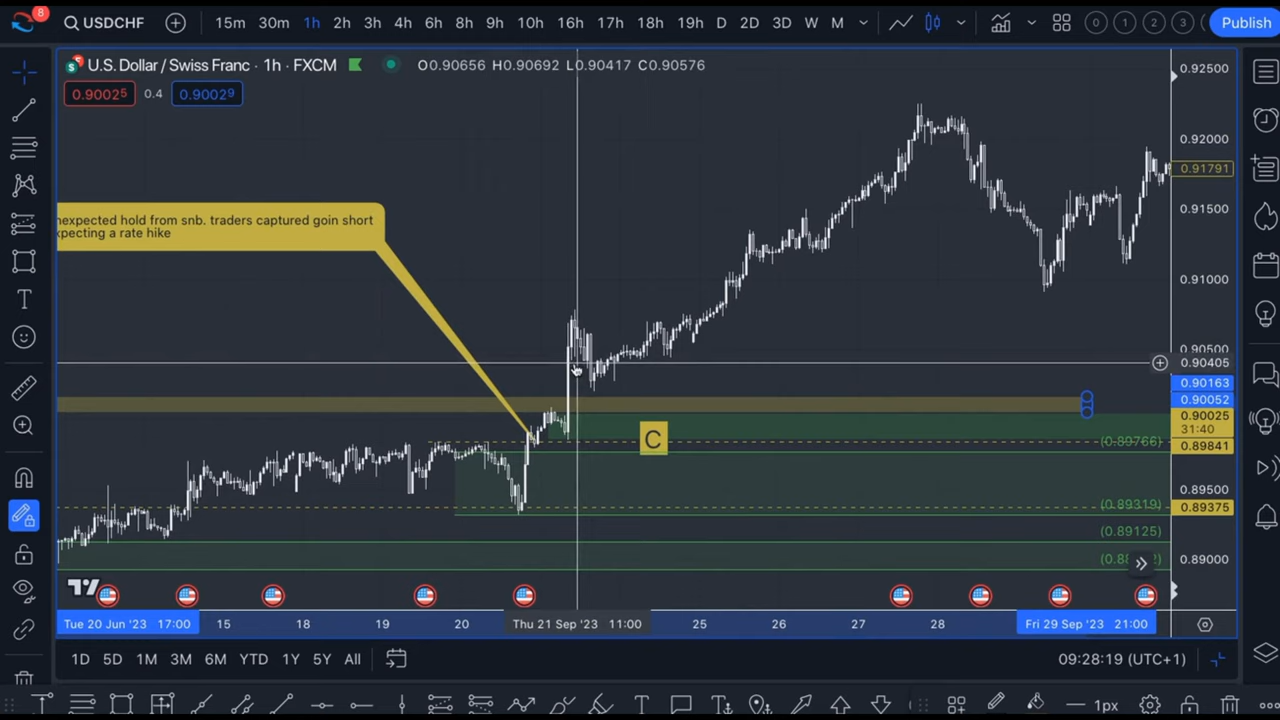 8
USDCHF 15m 30m 1h 2h 3h 4h 6h 8h 9h 10h 16h 17h 18h 19h D 2D 3D W M 0 1 2 3 Publish
U.S. Dollar / Swiss Franc · 1h · FXCM O0.90656 H0.90692 L0.90417 C0.90576
0.90025 0.4 0.90029
0.92500
0.92000
0.91791
0.91500
0.91000
0.90500
0.90405
0.90163
0.90052
0.90025
31:40
0.89841
0.89500
0.89375
0.89000
nexpected hold from snb. traders captured goin short
xpecting a rate hike
C
(0.89766)
(0.89319)
(0.89125)
Tue 20 Jun '23 17:00 15 18 19 20 Thu 21 Sep '23 11:00 25 26 27 28 Fri 29 Sep '23 21:00
1D 5D 1M 3M 6M YTD 1Y 5Y All 09:28:19 (UTC+1)
T T 1px